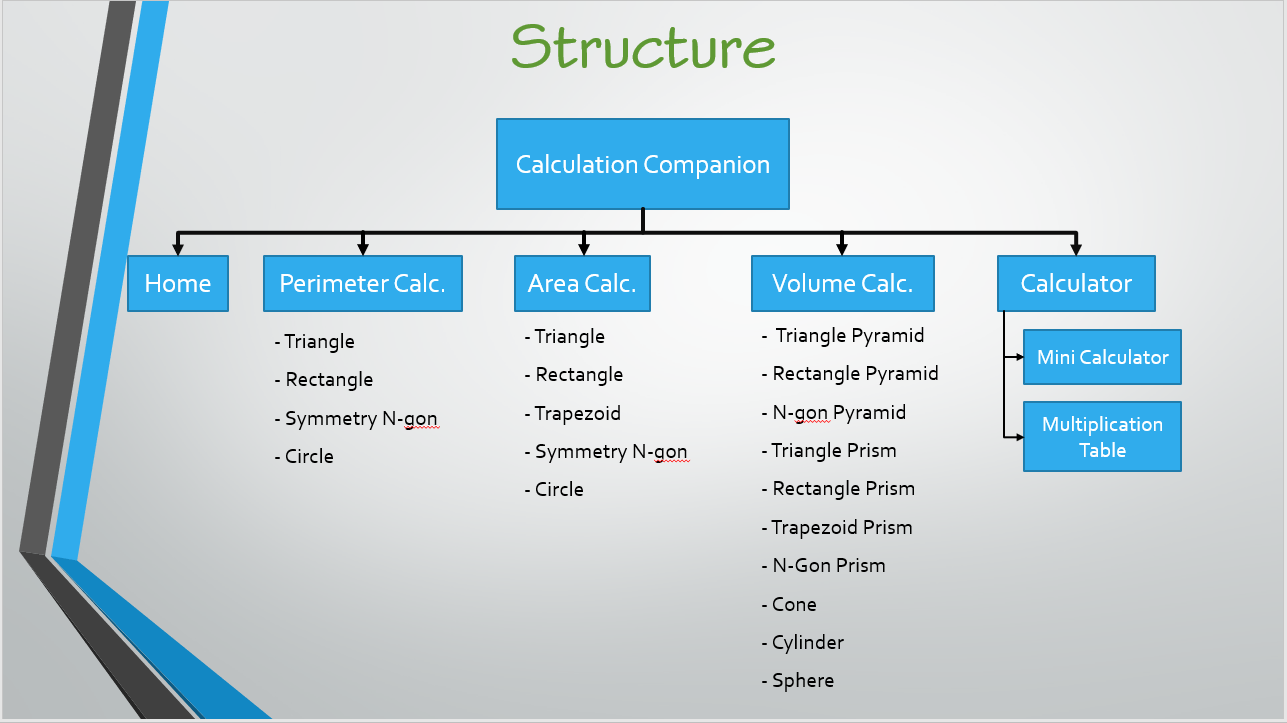 Structure
Calculation Companion
Home
Perimeter Calc.
- Triangle
- Rectangle
- Symmetry N-gon
- Circle
Area Calc.
- Triangle
- Rectangle
- Trapezoid
- Symmetry N-gon
- Circle
Volume Calc.
- Triangle Pyramid
- Rectangle Pyramid
- N-gon Pyramid
- Triangle Prism
- Rectangle Prism
- Trapezoid Prism
- N-Gon Prism
- Cone
- Cylinder
- Sphere
Calculator
Mini Calculator
Multiplication
Table